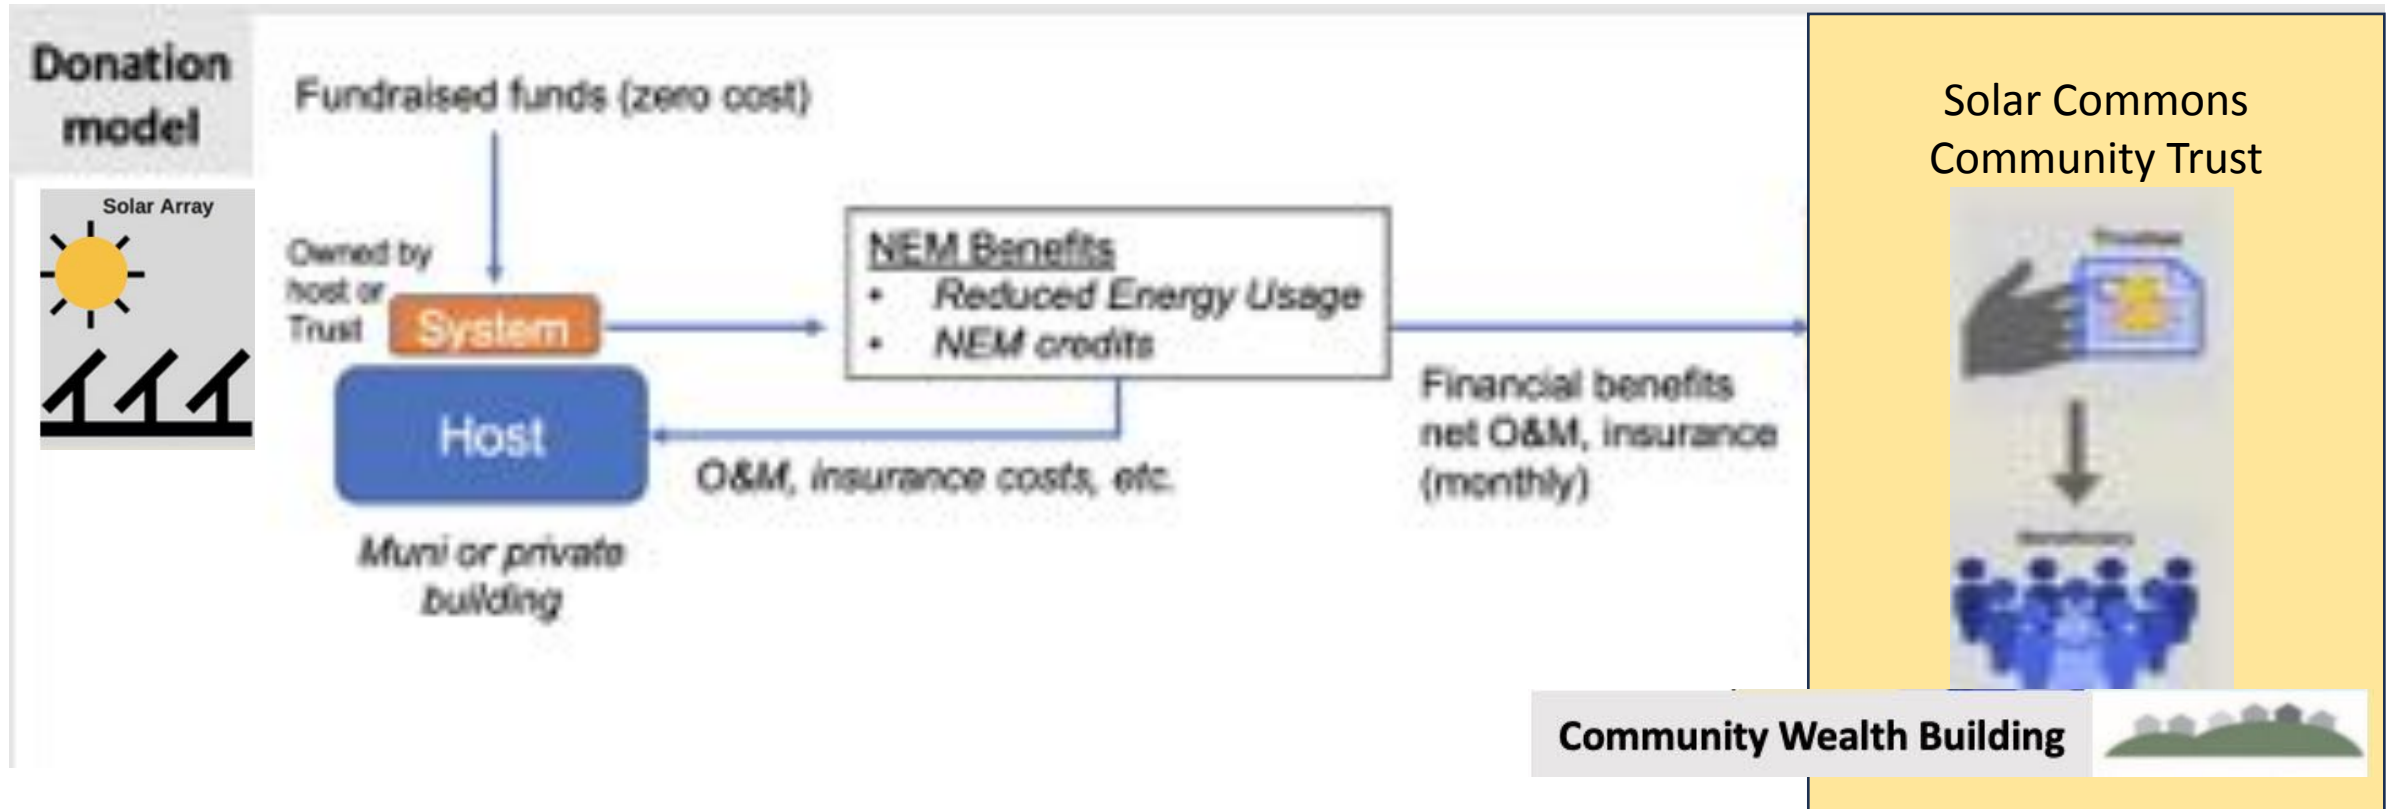 Donation
model
Fundraised funds (zero cost)
Solar Array
Owned by
host or
Trust
System
Host
Muni or private
building
NEM Benefits
• Reduced Energy Usage
• NEM credits
O&M, insurance costs, etc.
Financial benefits
net O&M, insurance
(monthly)
Solar Commons
Community Trust
Trustee
Beneficiary
Community Wealth Building